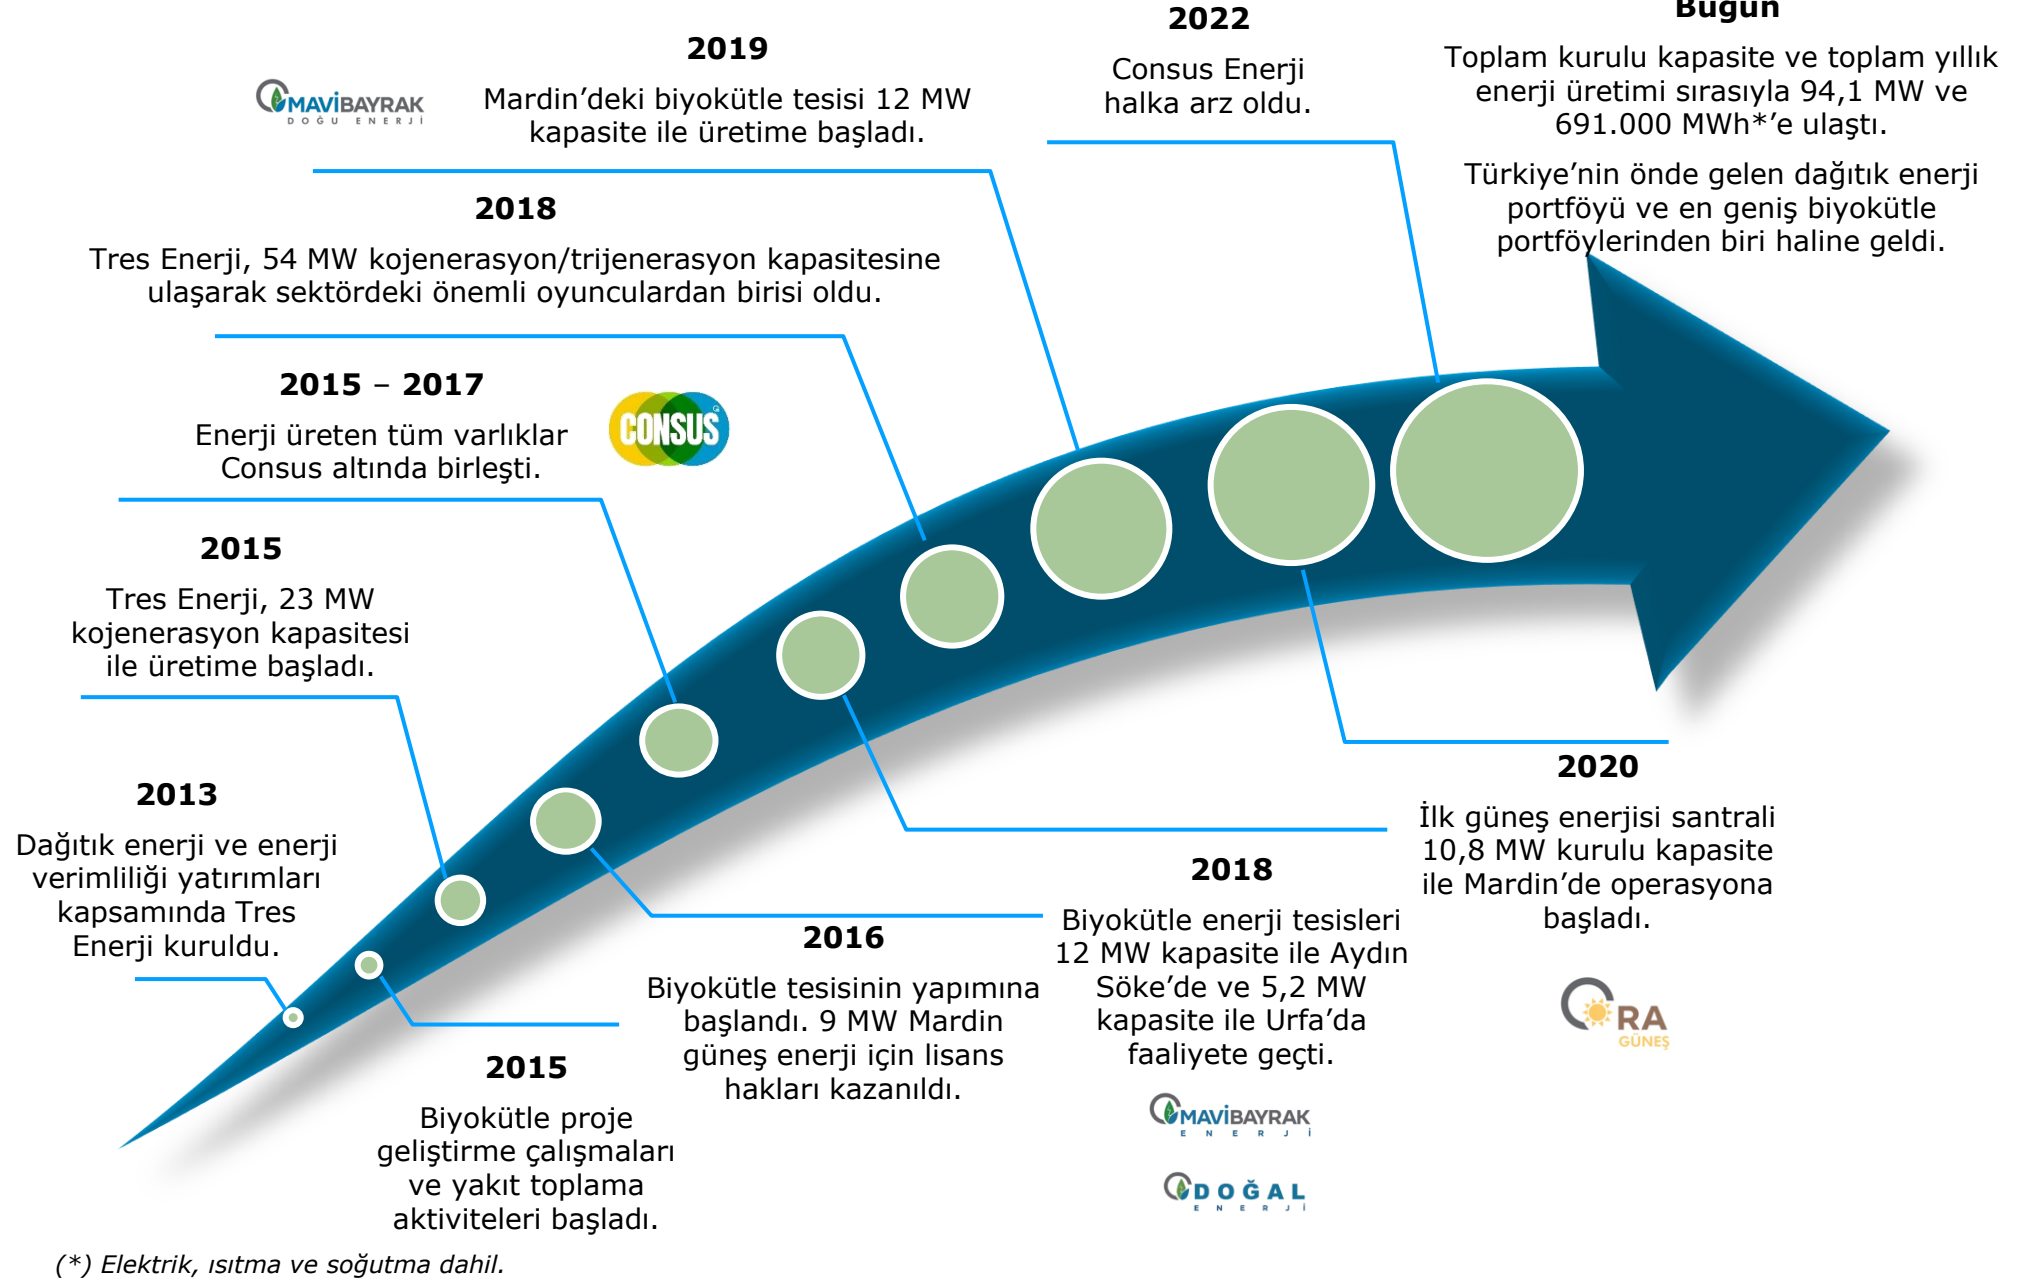 2013
Dağıtık enerji ve enerji
verimliliği yatırımları
kapsamında Tres
Enerji kuruldu.
2015
Biyokütle proje
geliştirme çalışmaları
ve yakıt toplama
aktiviteleri başladı.
2015
Tres Enerji, 23 MW
kojenerasyon kapasitesi
ile üretime başladı.
2016
Biyokütle tesisinin yapımına
başlandı. 9 MW Mardin
güneş enerji için lisans
hakları kazanıldı.
2015 – 2017
Enerji üreten tüm varlıklar
Consus altında birleşti.
CONSUS
2018
Biyokütle enerji tesisleri
12 MW kapasite ile Aydın
Söke’de ve 5,2 MW
kapasite ile Urfa’da
faaliyete geçti.
MAVİBAYRAK
ENERJİ
DOĞAL
ENERJİ
2018
Tres Enerji, 54 MW kojenerasyon/trijenerasyon kapasitesine
ulaşarak sektördeki önemli oyunculardan birisi oldu.
2019
Mardin’deki biyokütle tesisi 12 MW
kapasite ile üretime başladı.
MAVİBAYRAK
DOĞU ENERJİ
2020
İlk güneş enerjisi santrali
10,8 MW kurulu kapasite
ile Mardin’de operasyona
başladı.
ORA
GÜNEŞ
2022
Consus Enerji
halka arz oldu.
Bugün
Toplam kurulu kapasite ve toplam yıllık
enerji üretimi sırasıyla 94,1 MW ve
691.000 MWh*’e ulaştı.
Türkiye’nin önde gelen dağıtık enerji
portföyü ve en geniş biyokütle
portföylerinden biri haline geldi.
(*) Elektrik, ısıtma ve soğutma dahil.